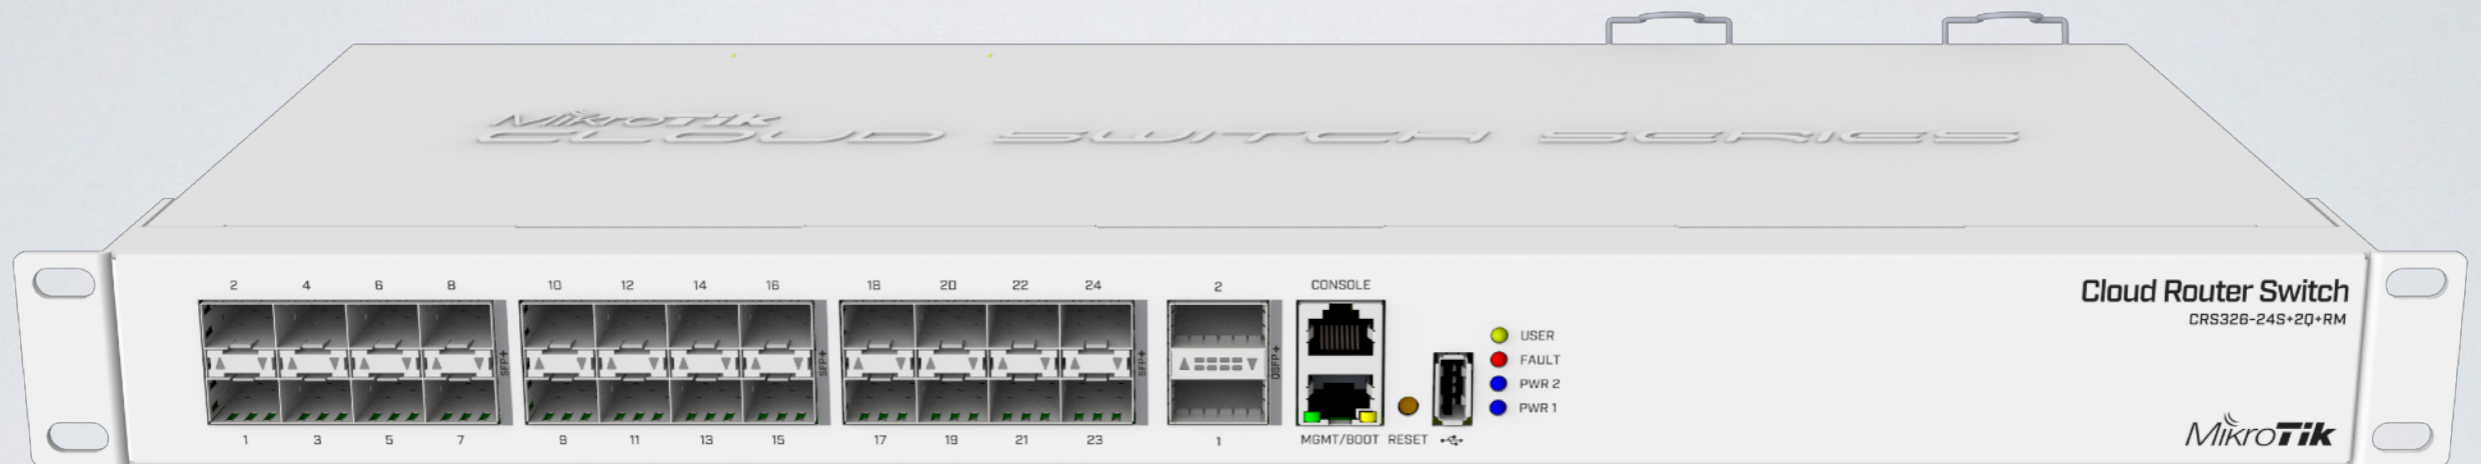 MikroTik
CLOUD SWITCH SERIES
2 4 6 8 10 12 14 16 18 20 22 24 2 CONSOLE
SFP+ SFP+ SFP+ QSFP+
1 3 5 7 9 11 13 15 17 19 21 23 1 MGMT/BOOT RESET
USER
FAULT
PWR 2
PWR 1
Cloud Router Switch
CRS326-24S+2Q+RM
MikroTik